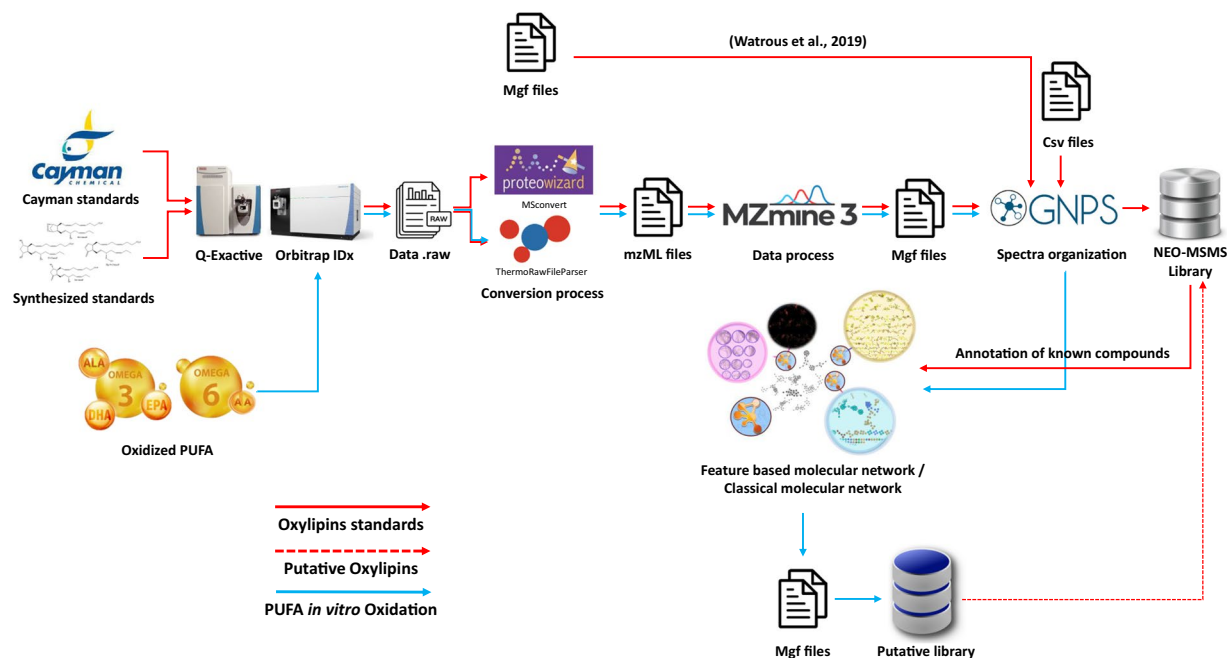 (Watrous et al., 2019)
Mgf files
Csv files
Cayman
CHEMICAL
Cayman standards
Synthesized standards
Q-Exactive
Orbitrap IDx
RAW
Data .raw
proteowizard
MSconvert
ThermoRawFileParser
Conversion process
mzML files
MZmine 3
Data process
Mgf files
GNPS
Spectra organization
NEO-MSMS
Library
Annotation of known compounds
ALA
OMEGA
3
DHA
EPA
OMEGA
6
AA
Oxidized PUFA
Feature based molecular network /
Classical molecular network
Oxylipins standards
Putative Oxylipins
PUFA in vitro Oxidation
Mgf files
Putative library